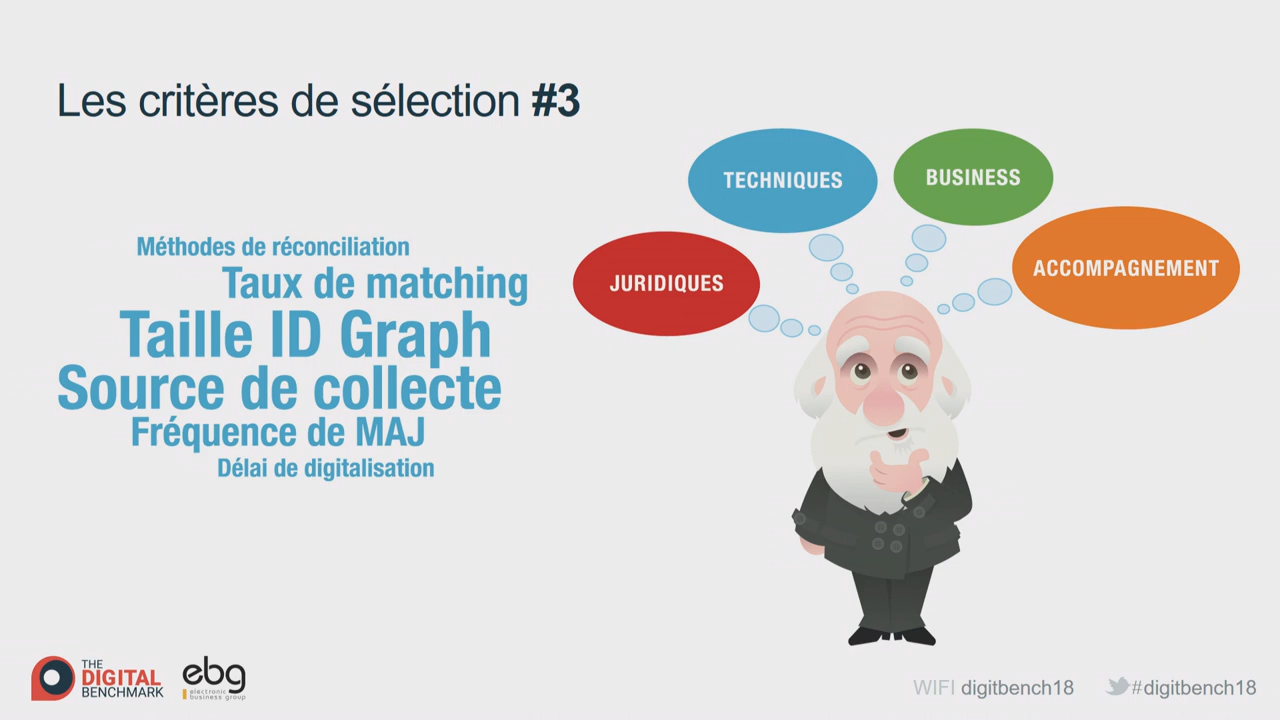 Les critères de sélection #3
Méthodes de réconciliation
Taux de matching
Taille ID Graph
Source de collecte
Fréquence de MAJ
Délai de digitalisation
TECHNIQUES
BUSINESS
JURIDIQUES
ACCOMPAGNEMENT
THE
DIGITAL
BENCHMARK
ebg
electronic
business group
WIFI digitbench18
#digitbench18